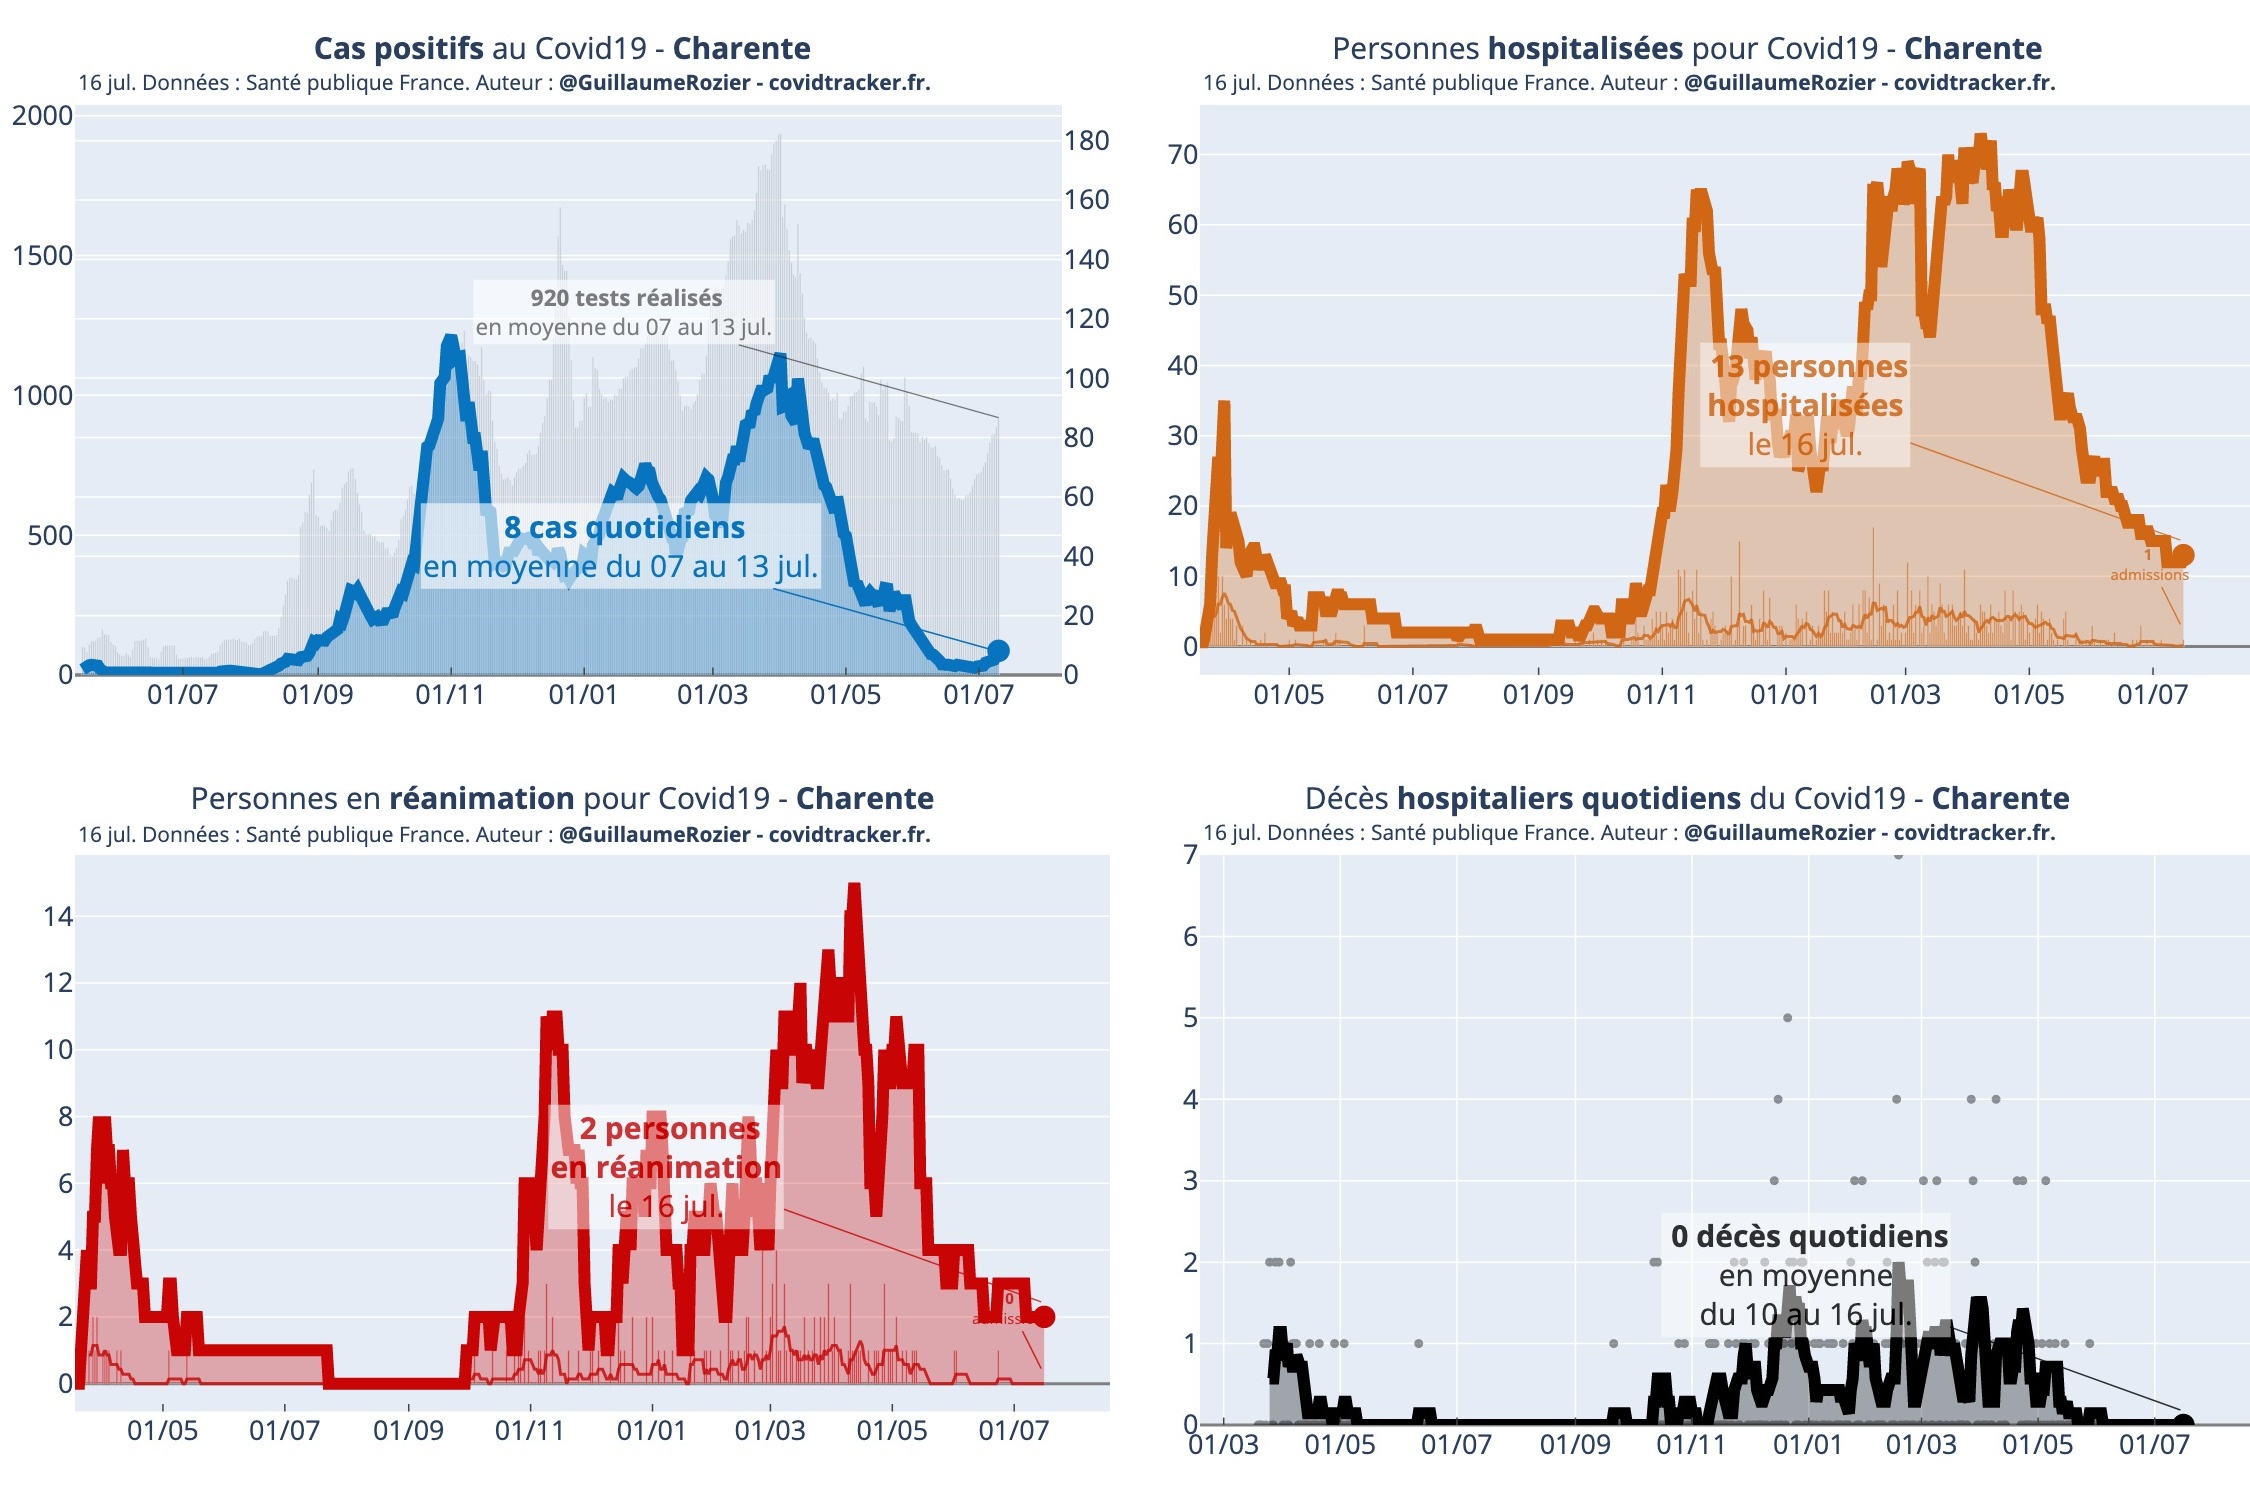 Cas positifs au Covid19 - Charente
16 jul. Données : Santé publique France. Auteur : @GuillaumeRozier - covidtracker.fr.
2000
1500
1000
500
0
180
160
140
120
100
80
60
40
20
0
920 tests réalisés
en moyenne du 07 au 13 jul.
8 cas quotidiens
en moyenne du 07 au 13 jul.
01/07 01/09 01/11 01/01 01/03 01/05 01/07
Personnes hospitalisées pour Covid19 - Charente
16 jul. Données : Santé publique France. Auteur : @GuillaumeRozier - covidtracker.fr.
70
60
50
40
30
20
10
0
13 personnes
hospitalisées
le 16 jul.
1
admissions
01/05 01/07 01/09 01/11 01/01 01/03 01/05 01/07
Personnes en réanimation pour Covid19 - Charente
16 jul. Données : Santé publique France. Auteur : @GuillaumeRozier - covidtracker.fr.
14
12
10
8
6
4
2
0
2 personnes
en réanimation
le 16 jul.
0
01/05 01/07 01/09 01/11 01/01 01/03 01/05 01/07
Décès hospitaliers quotidiens du Covid19 - Charente
16 jul. Données : Santé publique France. Auteur : @GuillaumeRozier - covidtracker.fr.
7
6
5
4
3
2
1
0
0 décès quotidiens
en moyenne
du 10 au 16 jul.
01/03 01/05 01/07 01/09 01/11 01/01 01/03 01/05 01/07